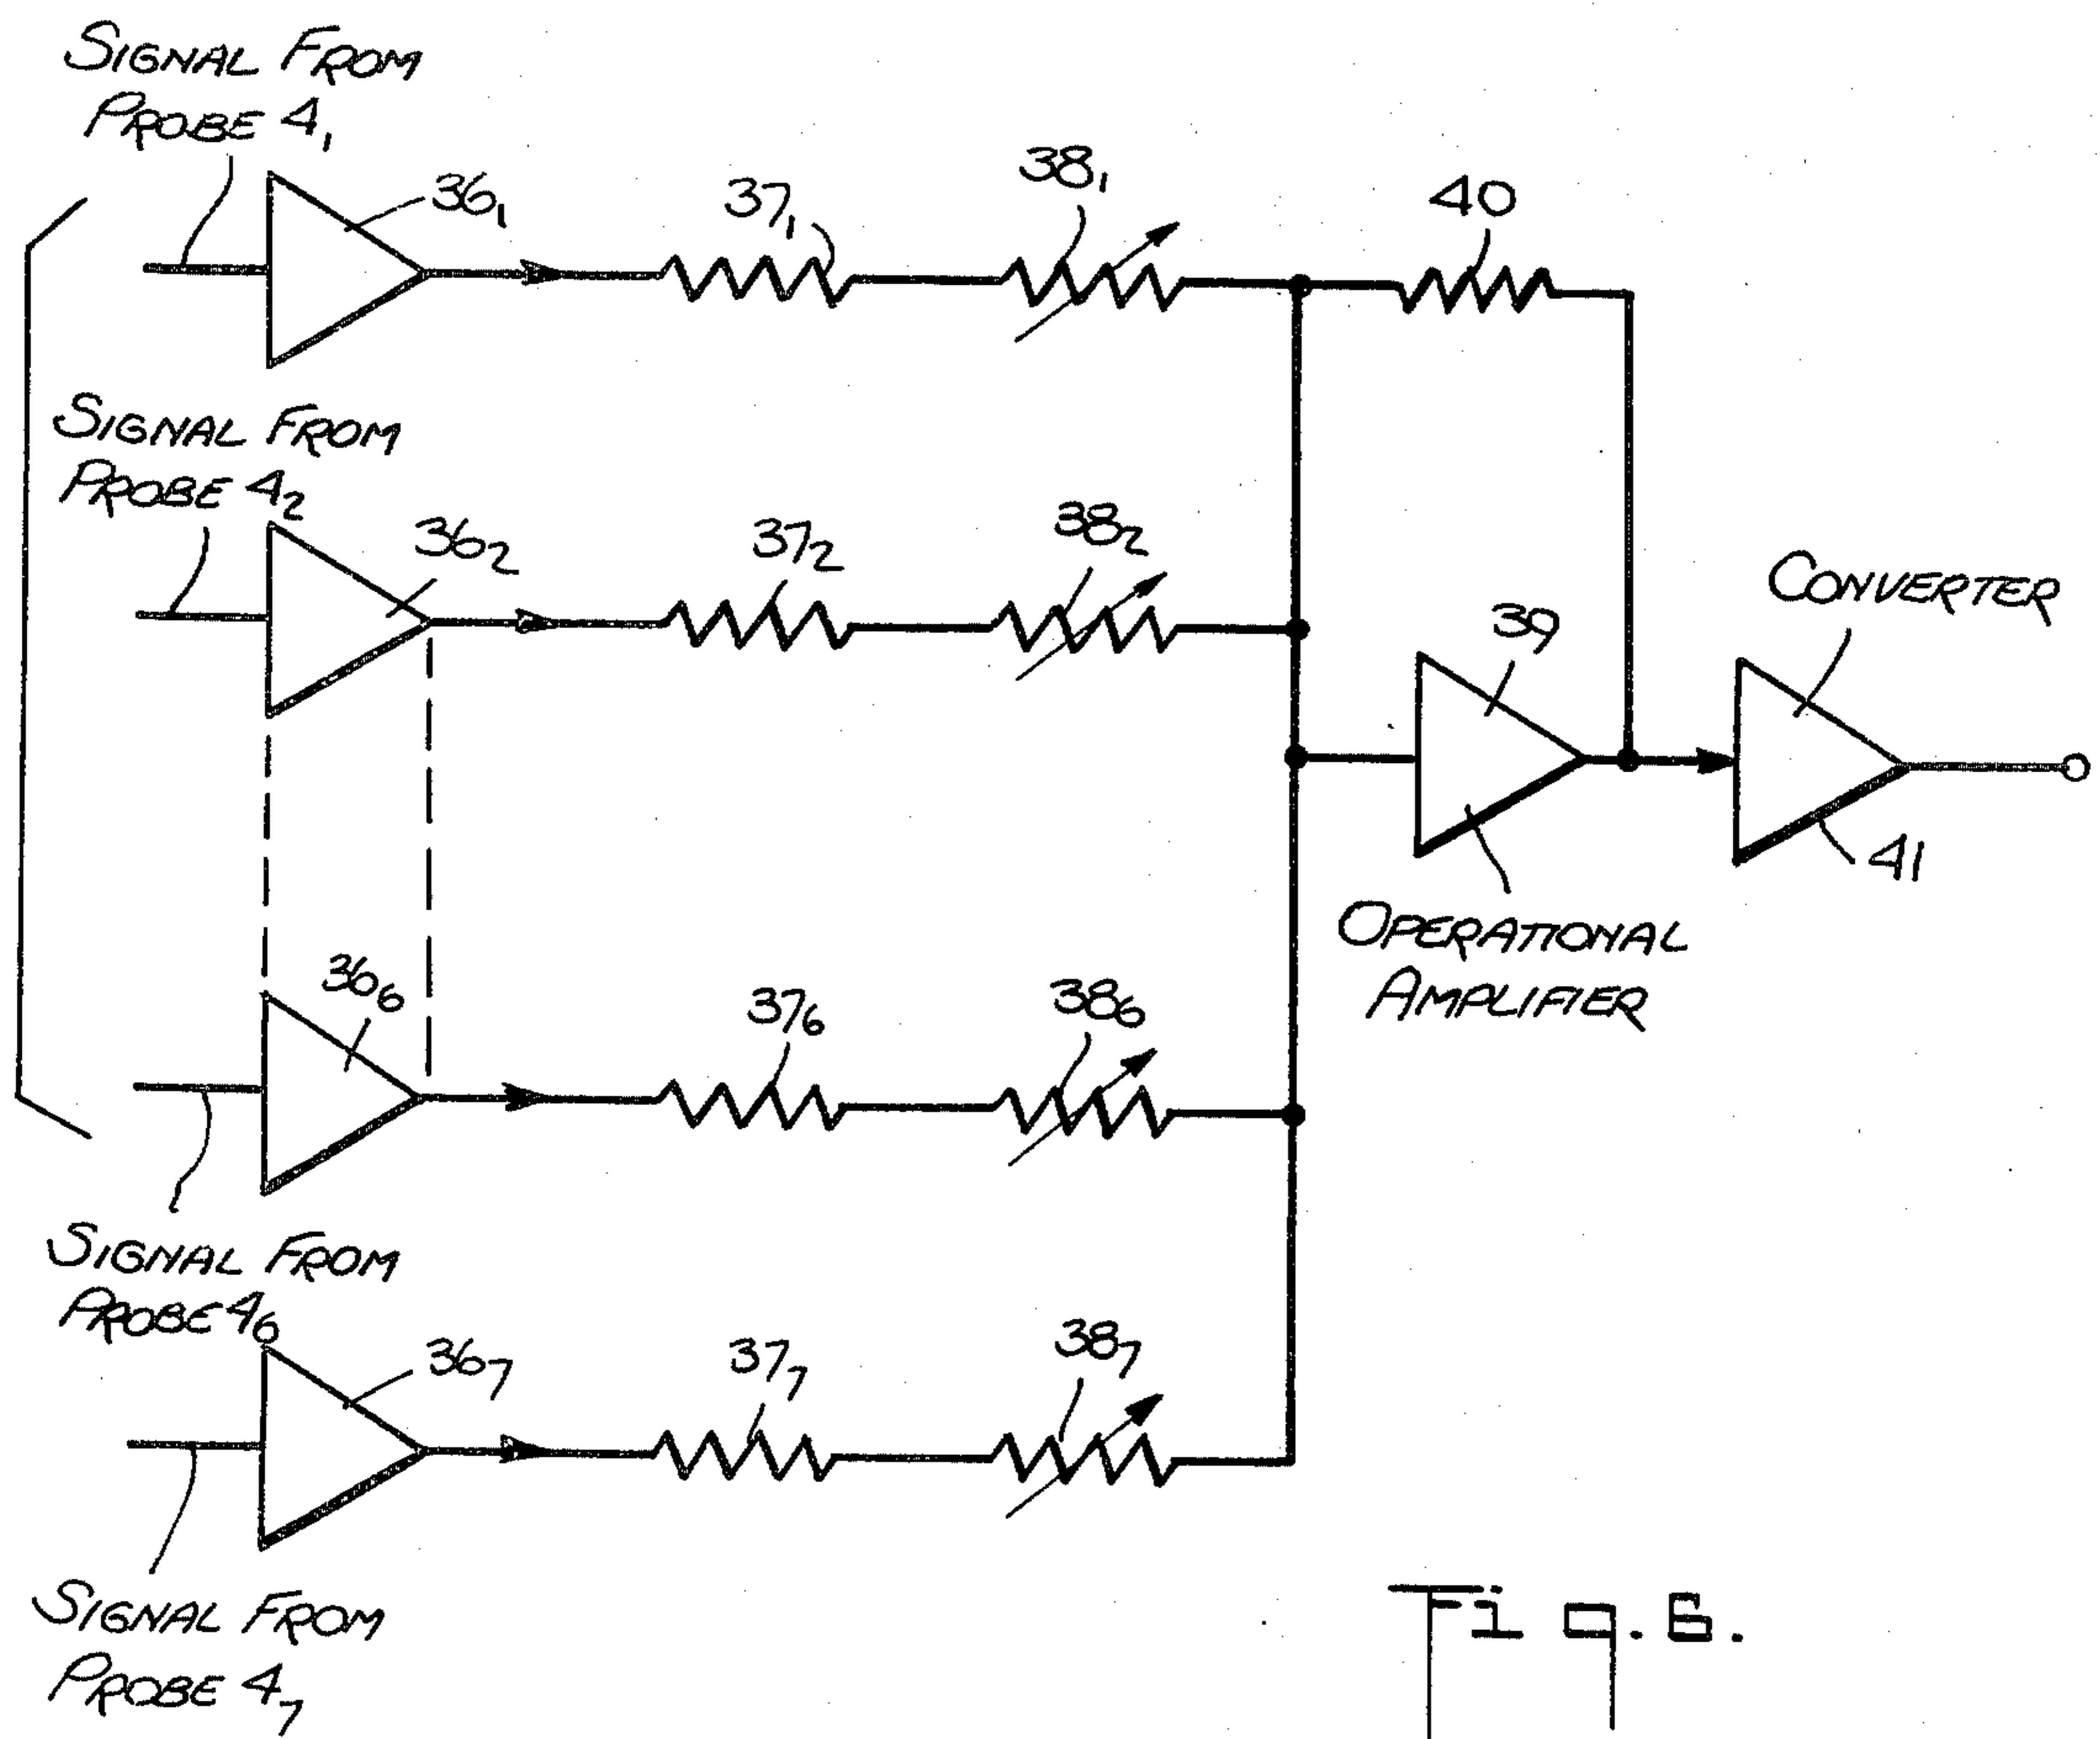 SIGNAL FROM
PROBE 4₁
36₁
37₁
38₁
40
SIGNAL FROM
PROBE 4₂
36₂
37₂
38₂
39
CONVERTER
41
OPERATIONAL
AMPLIFIER
36₆
37₆
38₆
SIGNAL FROM
PROBE 4₆
36₇
37₇
38₇
SIGNAL FROM
PROBE 4₇
Fig. 6.